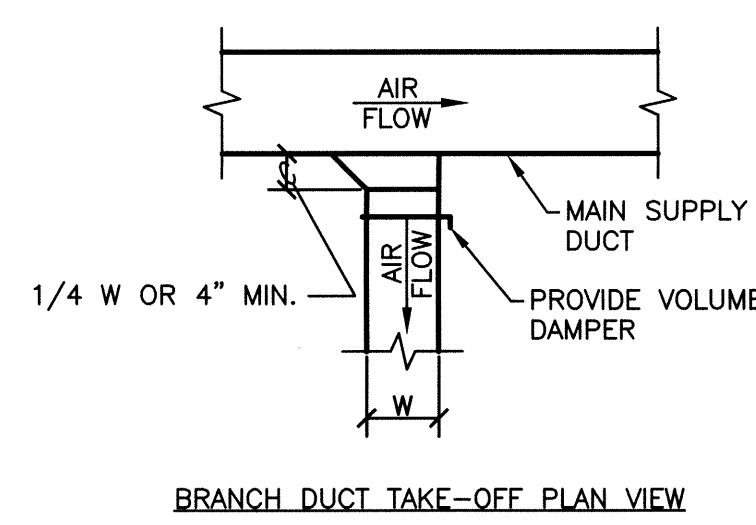 AIR
FLOW
MAIN SUPPLY
DUCT
AIR
FLOW
1/4 W OR 4" MIN.
PROVIDE VOLUME
DAMPER
W
BRANCH DUCT TAKE-OFF PLAN VIEW